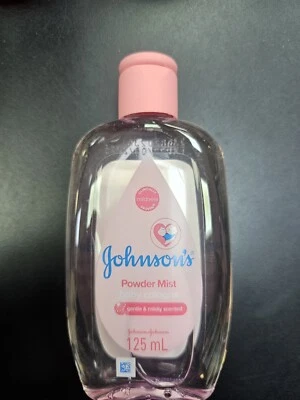 Johnson's
Powder Mist
gentle & mildly scented
Johnson & Johnson
125 mL